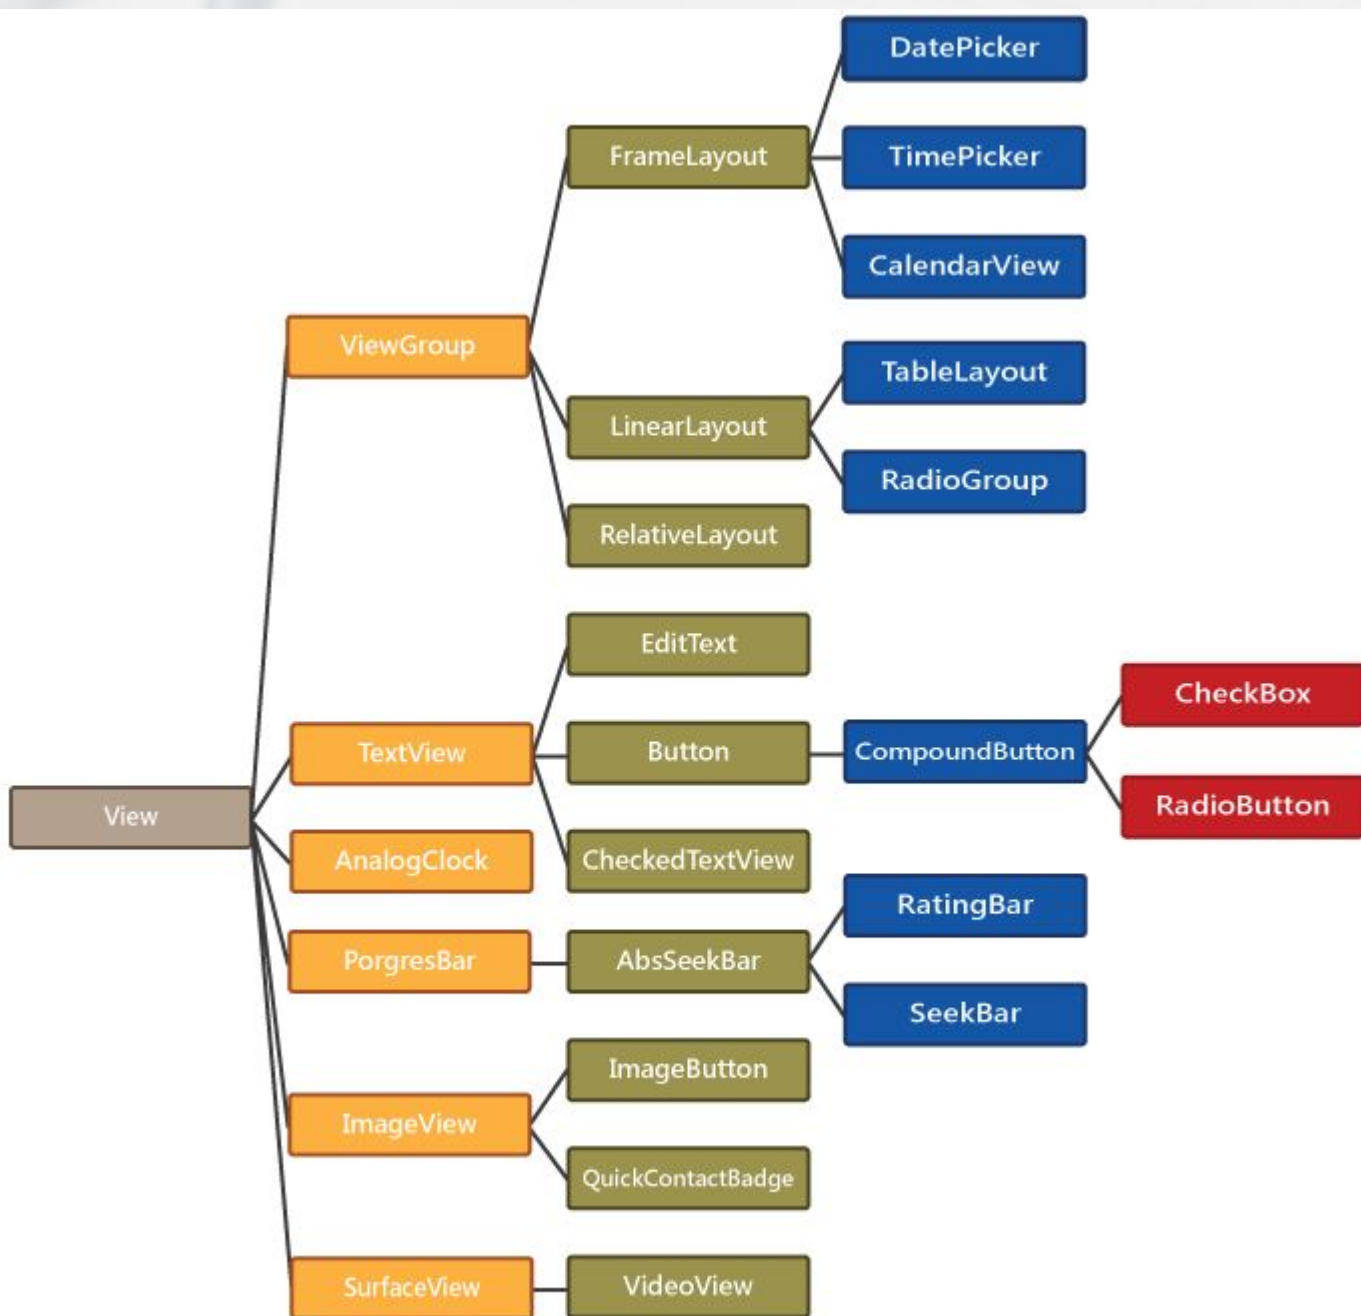 DatePicker
FrameLayout
TimePicker
CalendarView
ViewGroup
TableLayout
LinearLayout
RadioGroup
RelativeLayout
EditText
CheckBox
TextView
Button
CompoundButton
RadioButton
View
AnalogClock
CheckedTextView
RatingBar
PorgresBar
AbsSeekBar
SeekBar
ImageButton
ImageView
QuickContactBadge
SurfaceView
VideoView